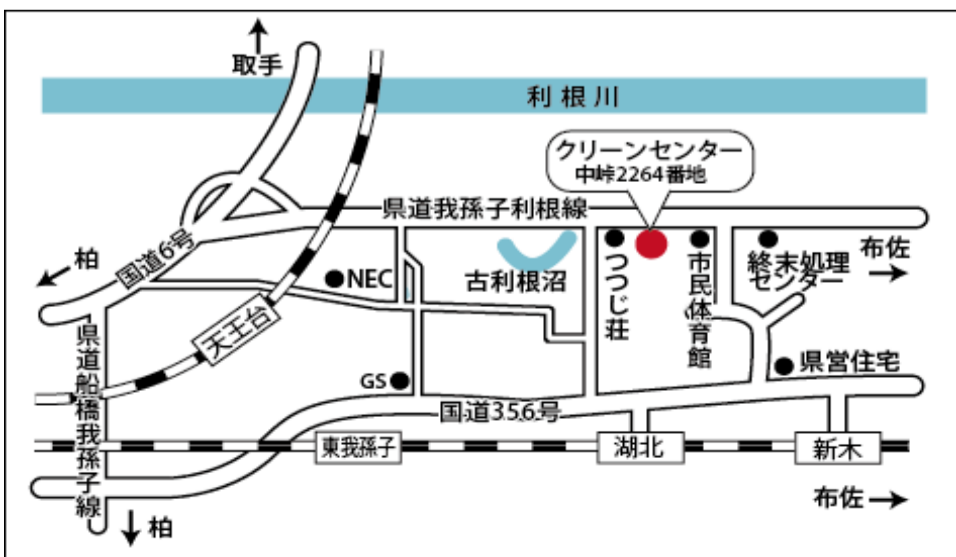 取手
利根川
クリーンセンター
中峠2264番地
県道我孫子利根線
国道6号
柏
NEC
古利根沼
つつじ荘
市民体育館
終末処理
センター
布佐
天王台
県道船橋我孫子線
GS
国道356号
県営住宅
東我孫子
湖北
新木
柏
布佐